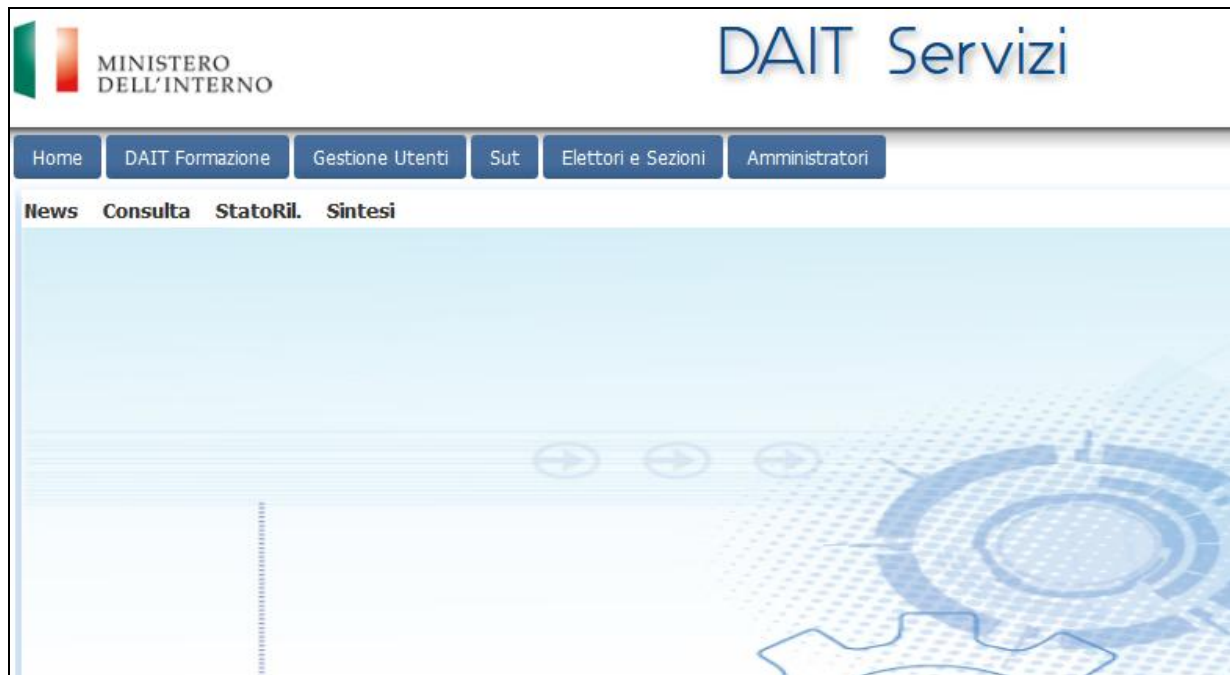 MINISTERO
DELL'INTERNO
DAIT Servizi
Home DAIT Formazione Gestione Utenti Sut Elettori e Sezioni Amministratori
News Consulta StatoRil. Sintesi